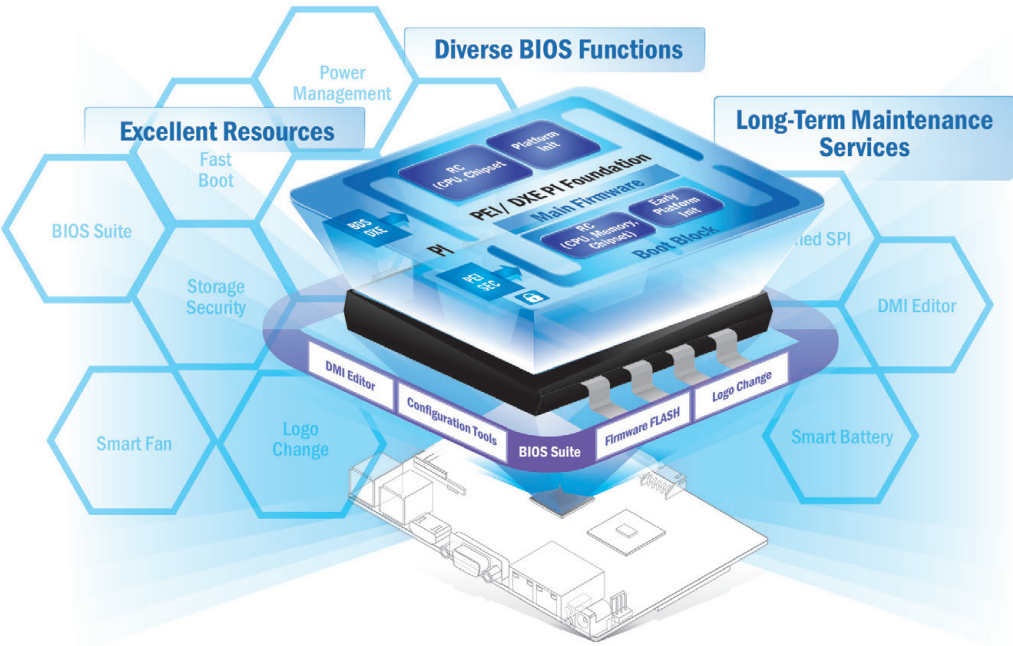 Diverse BIOS Functions
Power
Management
Excellent Resources
Long-Term Maintenance
Services
Fast
Boot
BIOS Suite
Storage
Security
Smart Fan
Logo
Change
SPI
DMI Editor
Smart Battery
RC
(CPU, Chipset
Platform
Init
PEI/ DXE PI Foundation
Main Firmware
BDS
DXE
PI
RC
(CPU, Memory,
Chipset)
Early
Platform
Init
Boot Block
PEI
SEC
DMI Editor
Configuration Tools
BIOS Suite
Firmware FLASH
Logo Change